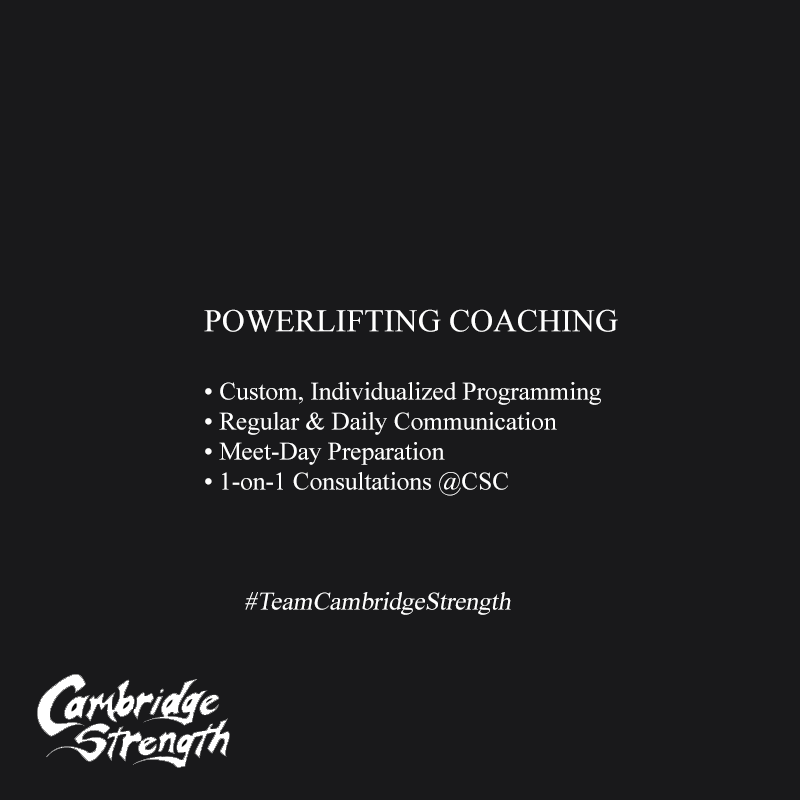 POWERLIFTING COACHING
• Custom, Individualized Programming
• Regular & Daily Communication
• Meet-Day Preparation
• 1-on-1 Consultations @CSC
#TeamCambridgeStrength
Cambridge
Strength